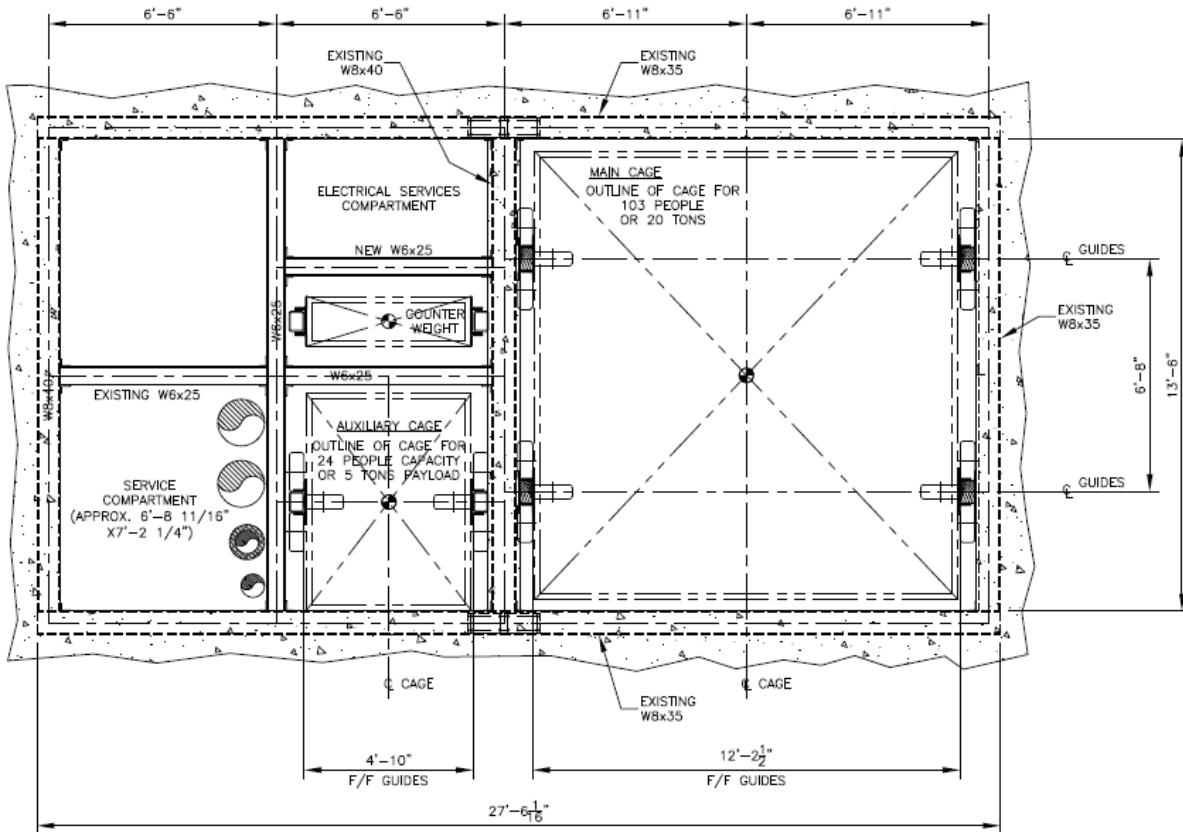 6'-6"
6'-6"
6'-11"
6'-11"
EXISTING
W8x40
EXISTING
W8x35
MAIN CAGE
OUTLINE OF CAGE FOR
103 PEOPLE
OR 20 TONS
ELECTRICAL SERVICES
COMPARTMENT
NEW W6x25
℄ GUIDES
COUNTER
WEIGHT
W6x25
EXISTING
W8x35
6'-8"
13'-6"
W6x25
W8x40
EXISTING W6x25
AUXILIARY CAGE
OUTLINE OF CAGE FOR
24 PEOPLE CAPACITY
OR 5 TONS PAYLOAD
SERVICE
COMPARTMENT
(APPROX. 6'-8 11/16"
X7'-2 1/4")
℄ GUIDES
℄ CAGE
℄ CAGE
EXISTING
W8x35
4'-10"
F/F GUIDES
12'-2 1/2"
F/F GUIDES
27'-6 1/16"